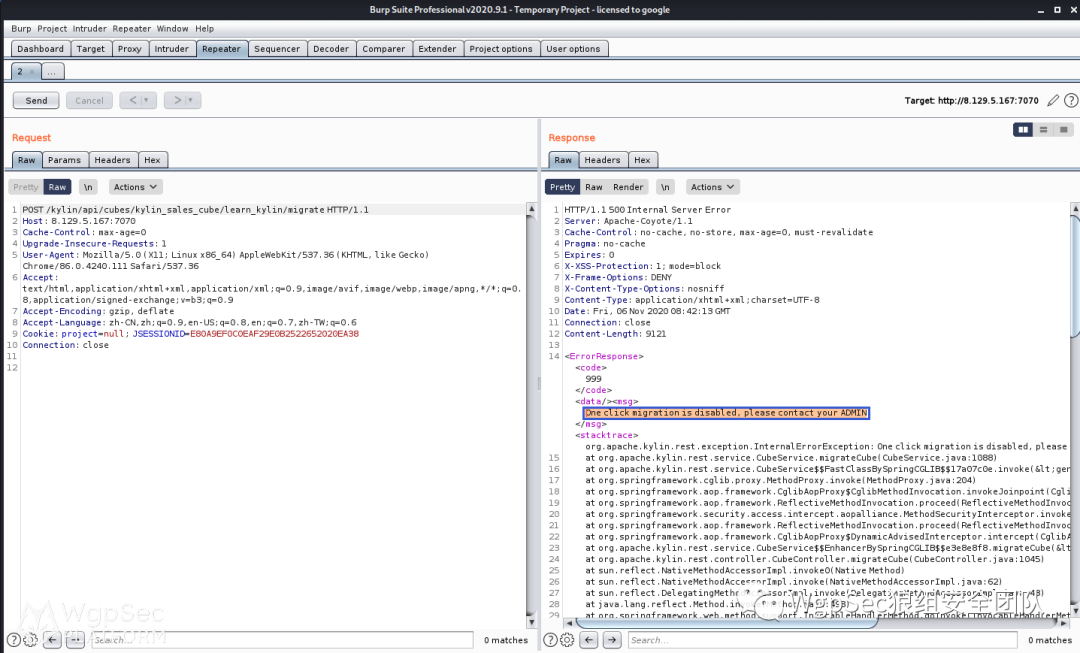 Burp Suite Professional v2020.9.1 - Temporary Project - licensed to google
Burp Project Intruder Repeater Window Help
Dashboard Target Proxy Intruder Repeater Sequencer Decoder Comparer Extender Project options User options
2 × ...
Send Cancel < > Target: http://8.129.5.167:7070
Request
Raw Params Headers Hex
Pretty Raw \n Actions
1 POST /kylin/api/cubes/kylin_sales_cube/learn_kylin/migrate HTTP/1.1
2 Host: 8.129.5.167:7070
3 Cache-Control: max-age=0
4 Upgrade-Insecure-Requests: 1
5 User-Agent: Mozilla/5.0 (X11; Linux x86_64) AppleWebKit/537.36 (KHTML, like Gecko)
Chrome/86.0.4240.111 Safari/537.36
6 Accept:
text/html,application/xhtml+xml,application/xml;q=0.9,image/avif,image/webp,image/apng,*/*;q=0.
8,application/signed-exchange;v=b3;q=0.9
7 Accept-Encoding: gzip, deflate
8 Accept-Language: zh-CN,zh;q=0.9,en-US;q=0.8,en;q=0.7,zh-TW;q=0.6
9 Cookie: project=null; JSESSIONID=E80A9EF0C0EAF29E0B2522652020EA38
10 Connection: close
11
12
Search... 0 matches
Response
Raw Headers Hex
Pretty Raw Render \n Actions
1 HTTP/1.1 500 Internal Server Error
2 Server: Apache-Coyote/1.1
3 Cache-Control: no-cache, no-store, max-age=0, must-revalidate
4 Pragma: no-cache
5 Expires: 0
6 X-XSS-Protection: 1; mode=block
7 X-Frame-Options: DENY
8 X-Content-Type-Options: nosniff
9 Content-Type: application/xhtml+xml;charset=UTF-8
10 Date: Fri, 06 Nov 2020 08:42:13 GMT
11 Connection: close
12 Content-Length: 9121
13
14 <ErrorResponse>
<code>
999
</code>
<data/><msg>
One click migration is disabled, please contact your ADMIN
</msg>
<stacktrace>
org.apache.kylin.rest.exception.InternalErrorException: One click migration is disabled, please
15 at org.apache.kylin.rest.service.CubeService.migrateCube(CubeService.java:1088)
16 at org.apache.kylin.rest.service.CubeService$$FastClassBySpringCGLIB$$17a07c0e.invoke(&lt;gen
17 at org.springframework.cglib.proxy.MethodProxy.invoke(MethodProxy.java:204)
18 at org.springframework.aop.framework.CglibAopProxy$CglibMethodInvocation.invokeJoinpoint(Cgli
19 at org.springframework.aop.framework.ReflectiveMethodInvocation.proceed(ReflectiveMethodInvoc
20 at org.springframework.security.access.intercept.aopalliance.MethodSecurityInterceptor.invoke
21 at org.springframework.aop.framework.ReflectiveMethodInvocation.proceed(ReflectiveMethodInvoc
22 at org.springframework.aop.framework.CglibAopProxy$DynamicAdvisedInterceptor.intercept(CglibA
23 at org.apache.kylin.rest.service.CubeService$$EnhancerBySpringCGLIB$$e3e8e8f8.migrateCube(&lt
24 at org.apache.kylin.rest.controller.CubeController.migrateCube(CubeController.java:1045)
25 at sun.reflect.NativeMethodAccessorImpl.invoke0(Native Method)
26 at sun.reflect.NativeMethodAccessorImpl.invoke(NativeMethodAccessorImpl.java:62)
27 at sun.reflect.DelegatingMethodAccessorImpl.invoke(DelegatingMethodAccessorImpl.java:43)
28 at java.lang.reflect.Method.invoke(Method.java:498)
29
Search... 0 matches
WgpSec
WgpSec狼组安全团队